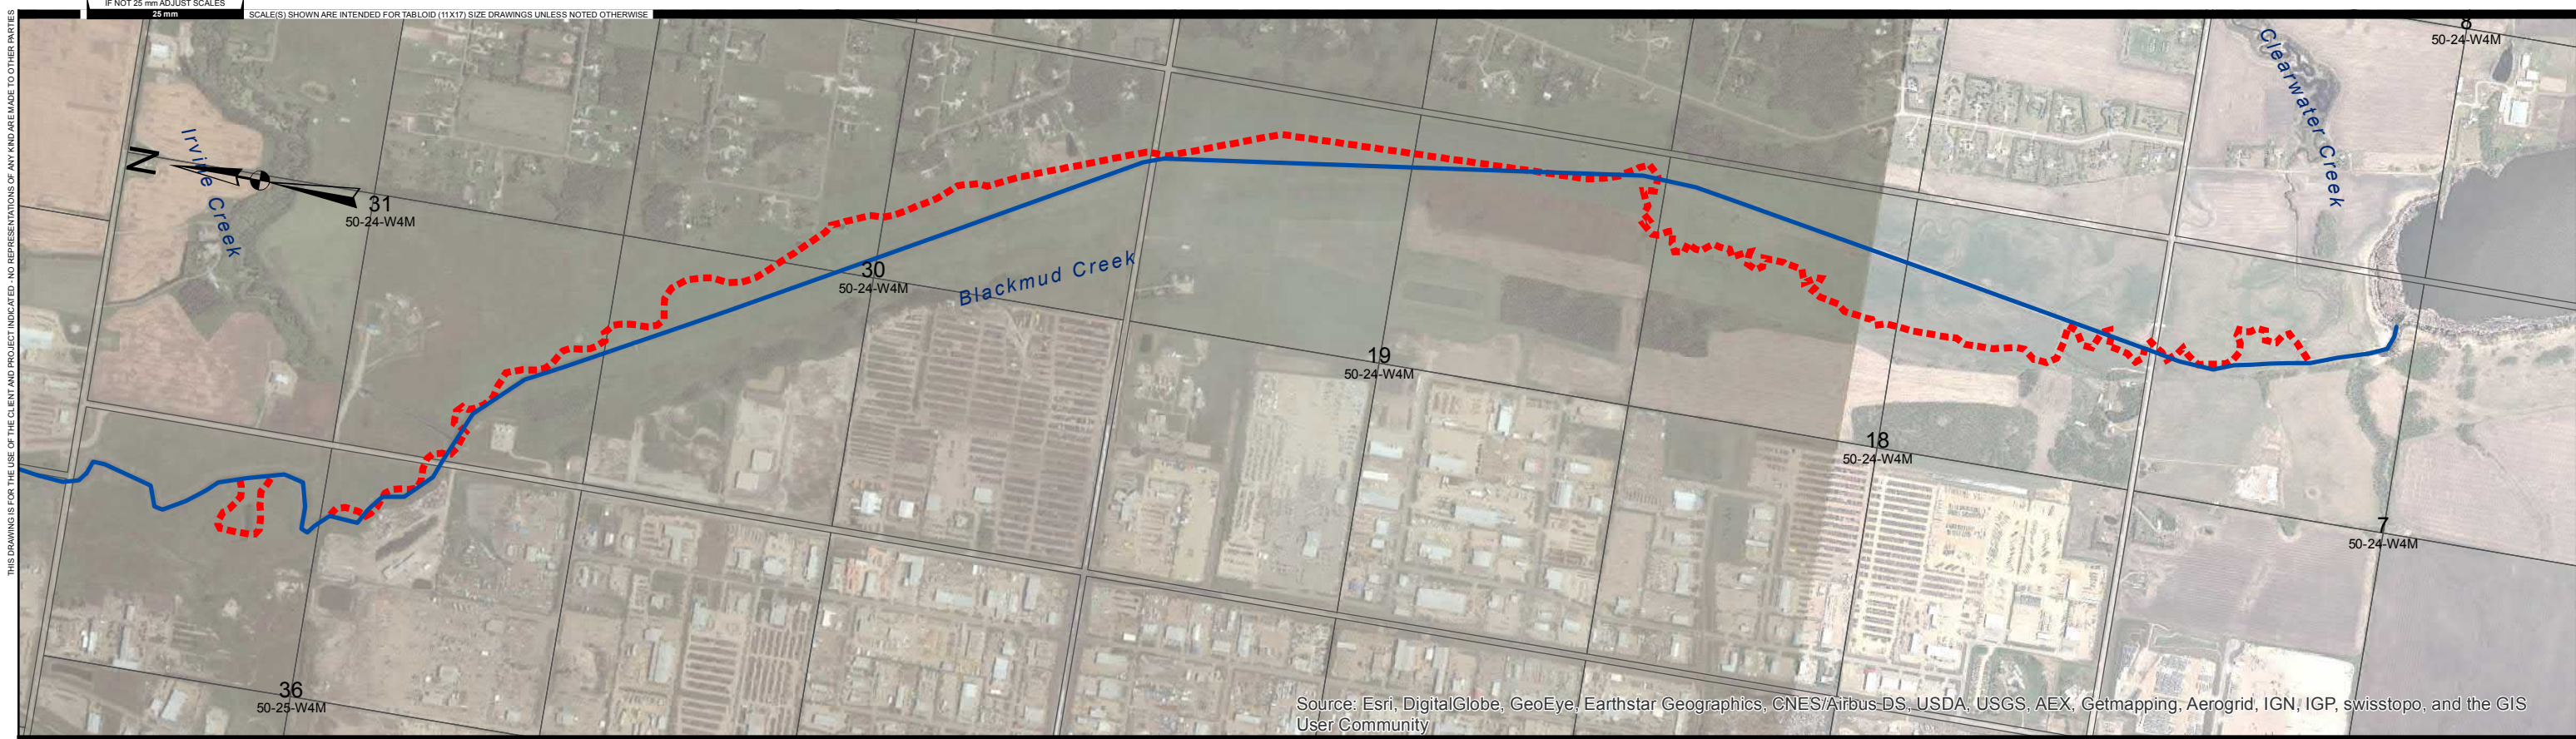 IF NOT 25 mm ADJUST SCALES
25 mm
SCALE(S) SHOWN ARE INTENDED FOR TABLOID (11X17) SIZE DRAWINGS UNLESS NOTED OTHERWISE
THIS DRAWING IS FOR THE USE OF THE CLIENT AND PROJECT INDICATED - NO REPRESENTATIONS OF ANY KIND ARE MADE TO OTHER PARTIES
8
50-24-W4M
Clearwater Creek
N
Irvine Creek
31
50-24-W4M
30
50-24-W4M
Blackmud Creek
19
50-24-W4M
18
50-24-W4M
7
50-24-W4M
36
50-25-W4M
Source: Esri, DigitalGlobe, GeoEye, Earthstar Geographics, CNES/Airbus DS, USDA, USGS, AEX, Getmapping, Aerogrid, IGN, IGP, swisstopo, and the GIS
User Community